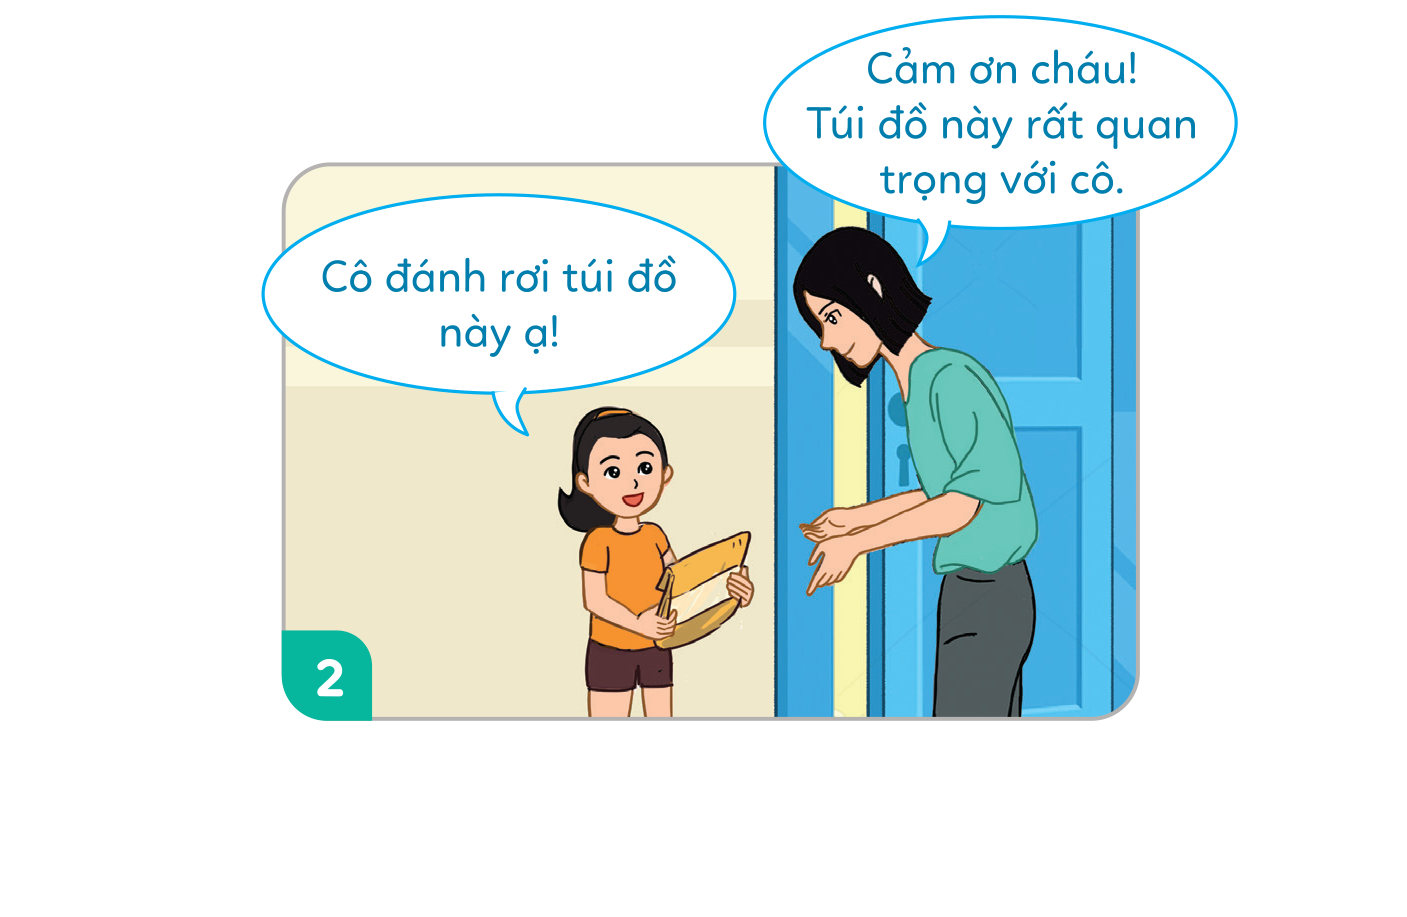 Cảm ơn cháu!
Túi đồ này rất quan
trọng với cô.
Cô đánh rơi túi đồ
này ạ!
2